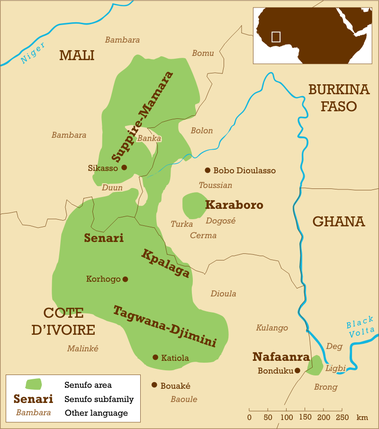 Niger
MALI
Bambara
Bomu
BURKINA
FASO
Suppire-Mamara
Bambara
Banka
Bolon
Sikasso
Bobo Dioulasso
Duun
Toussian
Karaboro
GHANA
Turka
Dogosé
Cerma
Senari
Kpalaga
Korhogo
Dioula
COTE
D'IVOIRE
Tagwana-Djimini
Kulango
Black
Volta
Malinké
Katiola
Nafaanra
Deg
Ligbi
Bonduku
Bouaké
Brong
Baoule
Senufo area
Senari Senufo subfamily
Bambara Other language
0 50 100 150 200 250 km